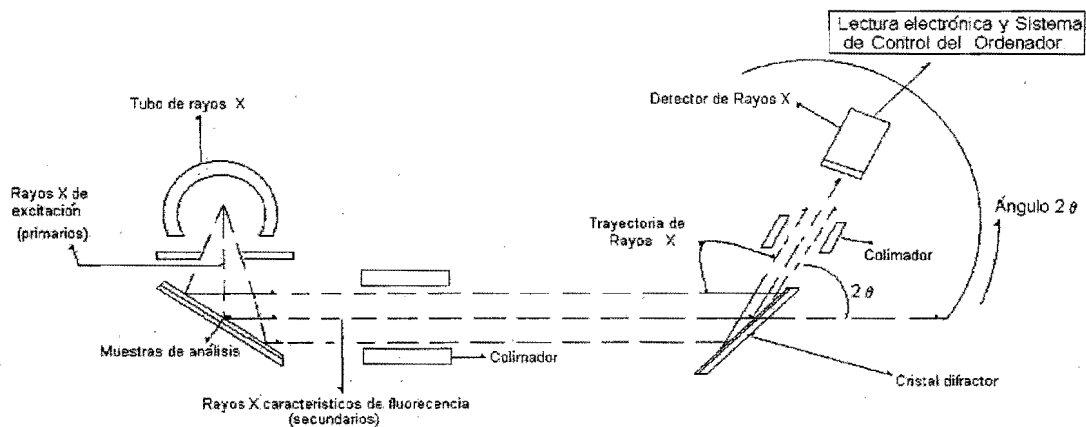 Lectura electrónica y Sistema
de Control del Ordenador.
Tubo de rayos X
Detector de Rayos X
Rayos X de
excitación
(primarios)
Trayectoria de
Rayos X
Ángulo 2 θ
Colimador
2 θ
Muestras de análisis
Colimador
Cristal difractor
Rayos X característicos de fluorecencia
(secundarios)